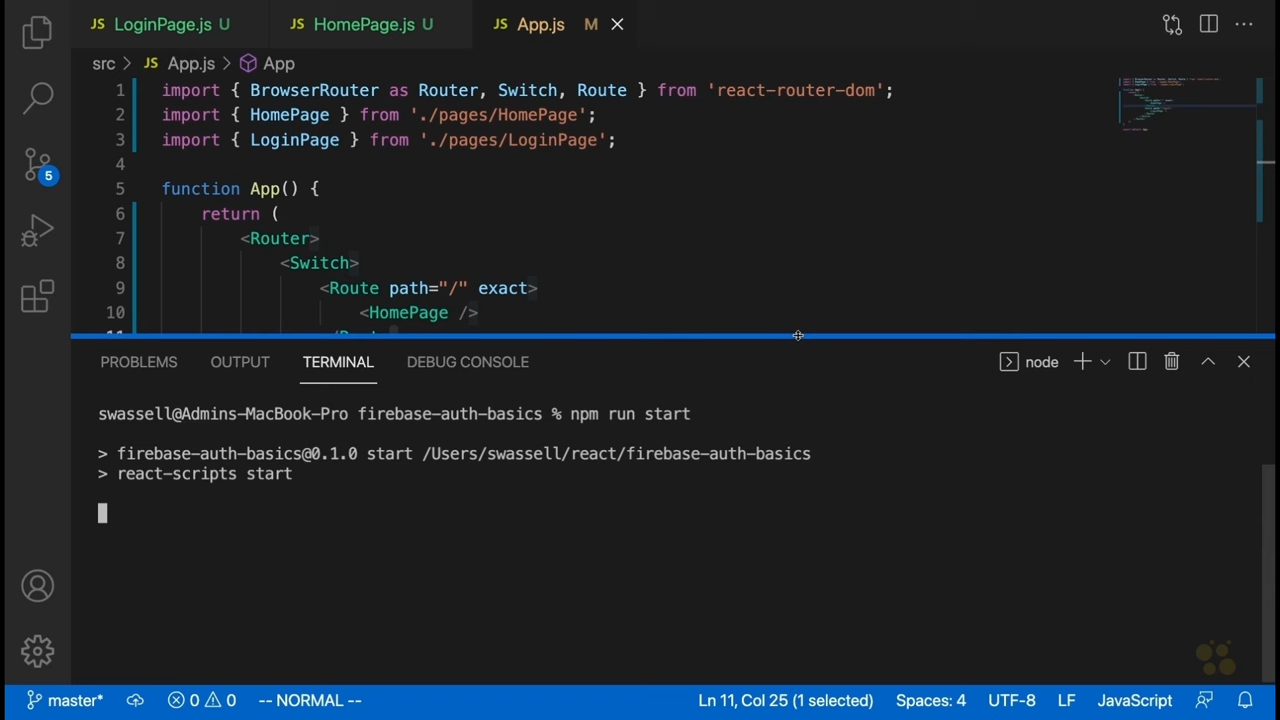 JS LoginPage.js U JS HomePage.js U JS App.js M
src > JS App.js > App
1 import { BrowserRouter as Router, Switch, Route } from 'react-router-dom';
2 import { HomePage } from './pages/HomePage';
3 import { LoginPage } from './pages/LoginPage';
4
5 function App() {
6 return (
7 <Router>
8 <Switch>
9 <Route path="/" exact>
10 <HomePage />
5
PROBLEMS OUTPUT TERMINAL DEBUG CONSOLE node
swassell@Admins-MacBook-Pro firebase-auth-basics % npm run start
> firebase-auth-basics@0.1.0 start /Users/swassell/react/firebase-auth-basics
> react-scripts start
master* 0 0 -- NORMAL -- Ln 11, Col 25 (1 selected) Spaces: 4 UTF-8 LF JavaScript